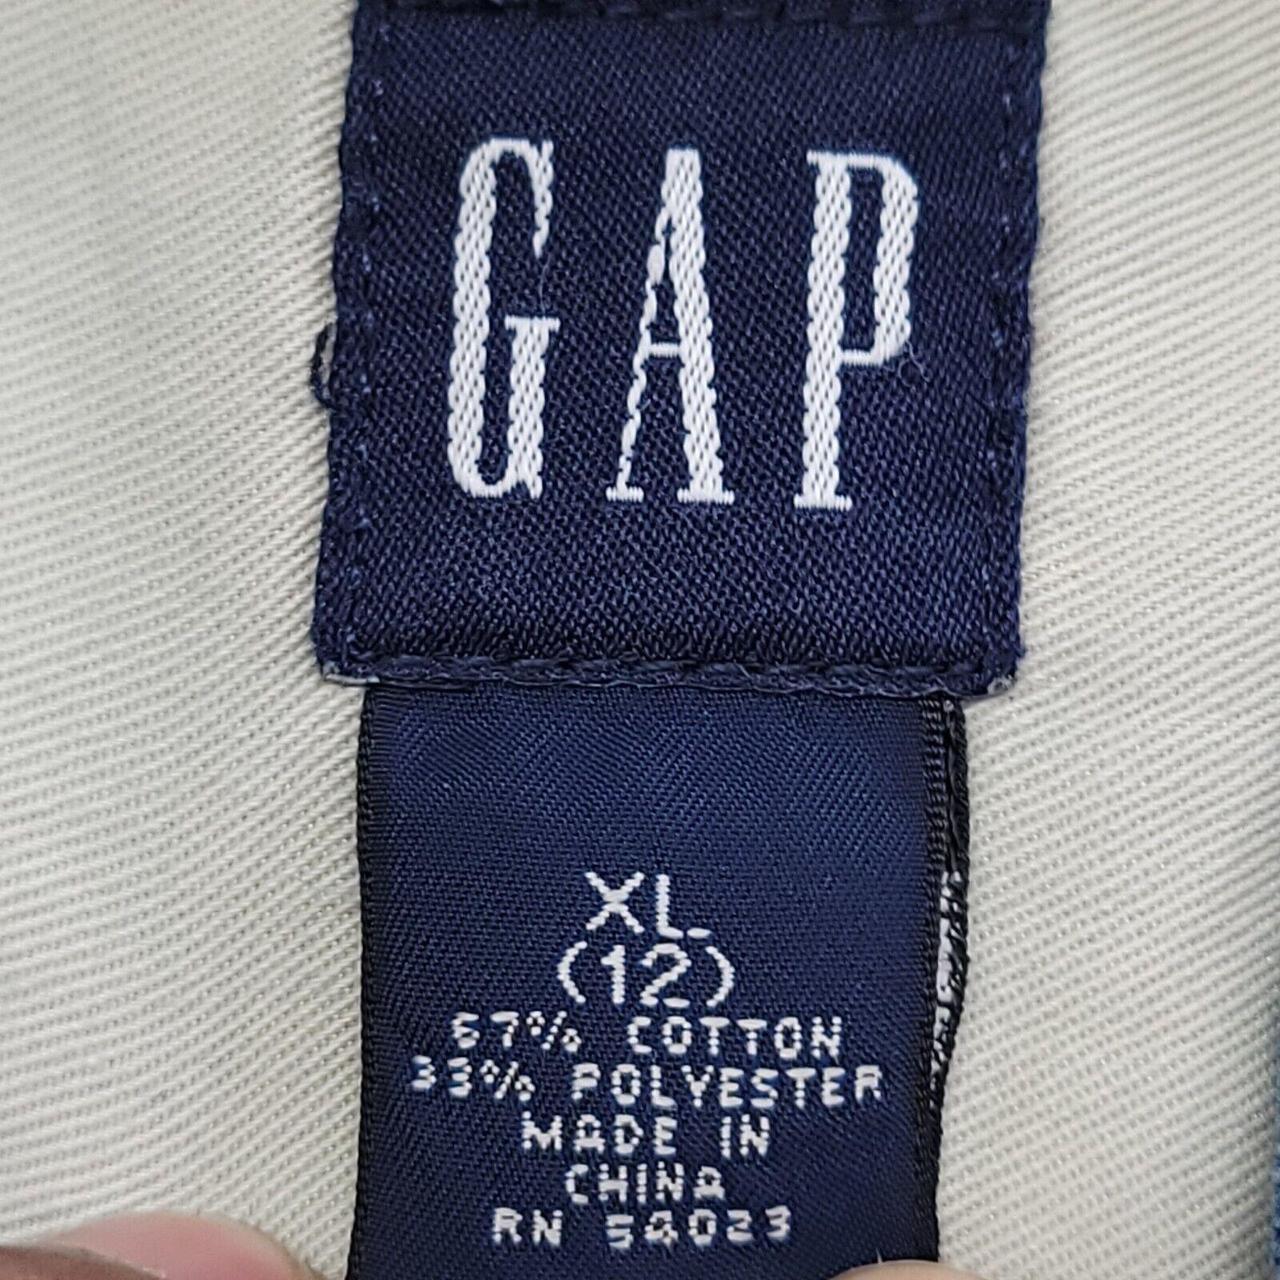 GAP
XL
(12)
67% COTTON
33% POLYESTER
MADE IN
CHINA
RN 54023